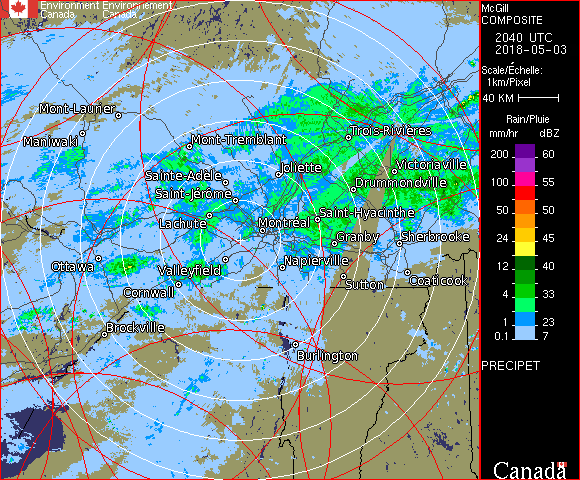 Environment Environnement
Canada Canada
Mont-Laurier
Maniwaki
Mont-Tremblant
Trois-Rivières
Joliette
Victoriaville
Sainte-Adèle
Drummondville
Saint-Jérôme
Saint-Hyacinthe
Lachute
Montréal
Granby
Sherbrooke
Ottawa
Valleyfield
Napierville
Sutton
Coaticook
Cornwall
Brockville
Burlington
McGill
COMPOSITE
2040 UTC
2018-05-03
Scale/Échelle:
1km/Pixel
40 KM
Rain/Pluie
mm/hr dBZ
200 60
100 55
50 50
24 45
12 40
4 33
1 23
0.1 7
PRECIPET
Canada